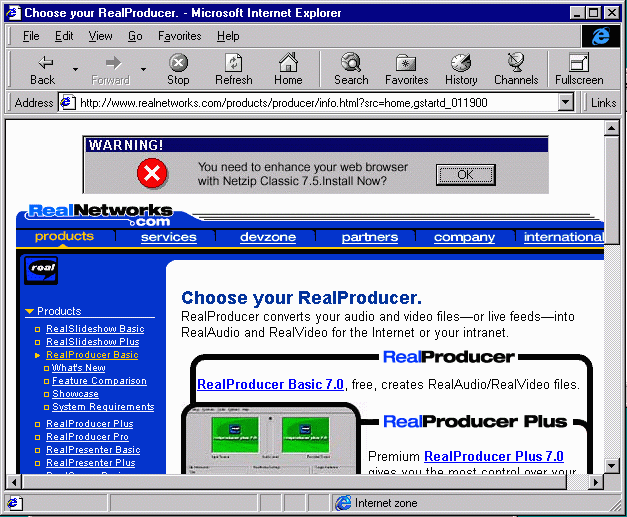 Choose your RealProducer. - Microsoft Internet Explorer
File Edit View Go Favorites Help
Back Forward Stop Refresh Home Search Favorites History Channels Fullscreen
Address http://www.realnetworks.com/products/producer/info.html?src=home,gstartd_011900 Links
WARNING!
You need to enhance your web browser
with Netzip Classic 7.5.Install Now?
OK
RealNetworks
.com
products services devzone partners company international
real
Products
RealSlideshow Basic
RealSlideshow Plus
RealProducer Basic
What's New
Feature Comparison
Showcase
System Requirements
RealProducer Plus
RealProducer Pro
RealPresenter Basic
RealPresenter Plus
Choose your RealProducer.
RealProducer converts your audio and video files—or live feeds—into
RealAudio and RealVideo for the Internet or your intranet.
RealProducer
RealProducer Basic 7.0, free, creates RealAudio/RealVideo files.
RealProducer Plus
Premium RealProducer Plus 7.0
gives you the most control over your
Internet zone